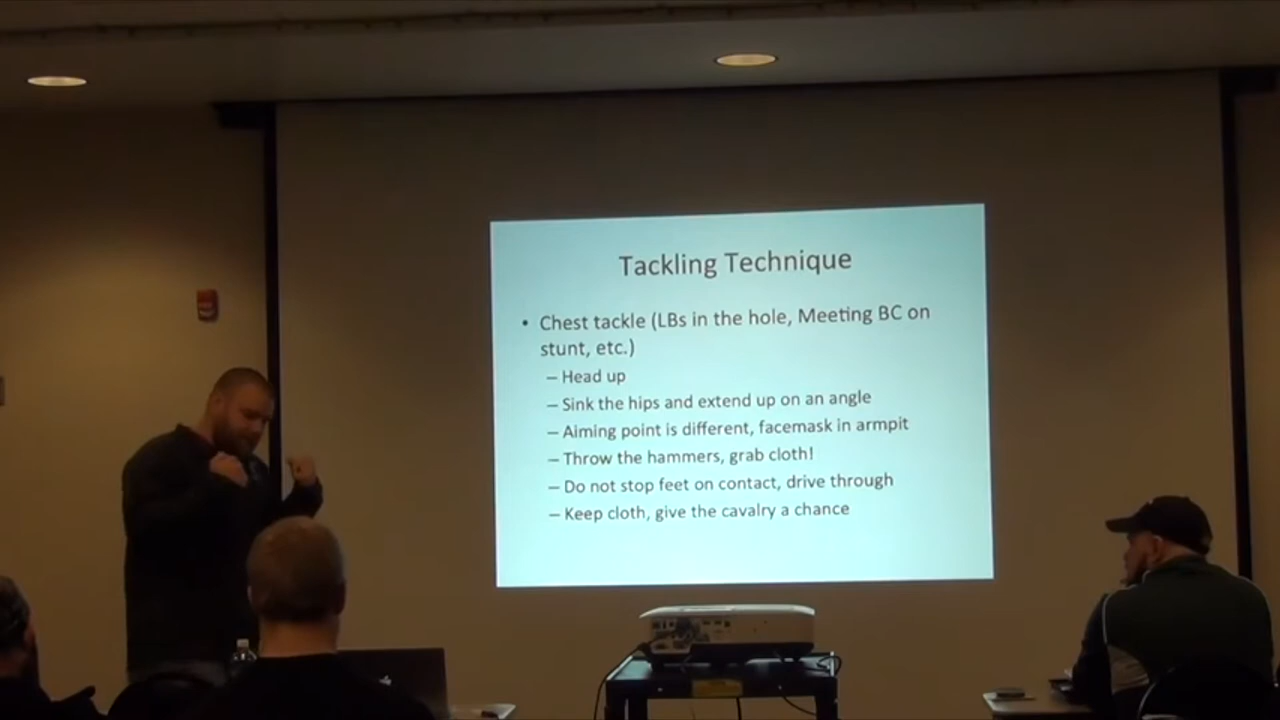 Tackling Technique
• Chest tackle (LBs in the hole, Meeting BC on
stunt, etc.)
– Head up
– Sink the hips and extend up on an angle
– Aiming point is different, facemask in armpit
– Throw the hammers, grab cloth!
– Do not stop feet on contact, drive through
– Keep cloth, give the cavalry a chance